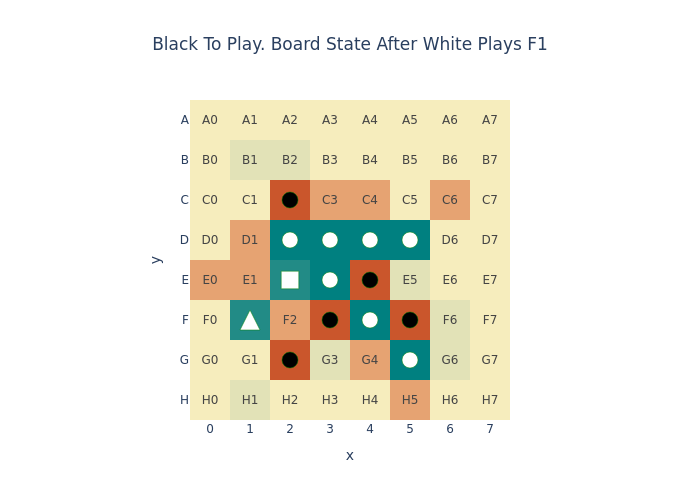 Black To Play. Board State After White Plays F1
A A0 A1 A2 A3 A4 A5 A6 A7
B B0 B1 B2 B3 B4 B5 B6 B7
C C0 C1 C3 C4 C5 C6 C7
D D0 D1 D6 D7
y
E E0 E1 E5 E6 E7
F F0 F2 F6 F7
G G0 G1 G3 G4 G6 G7
H H0 H1 H2 H3 H4 H5 H6 H7
0 1 2 3 4 5 6 7
x